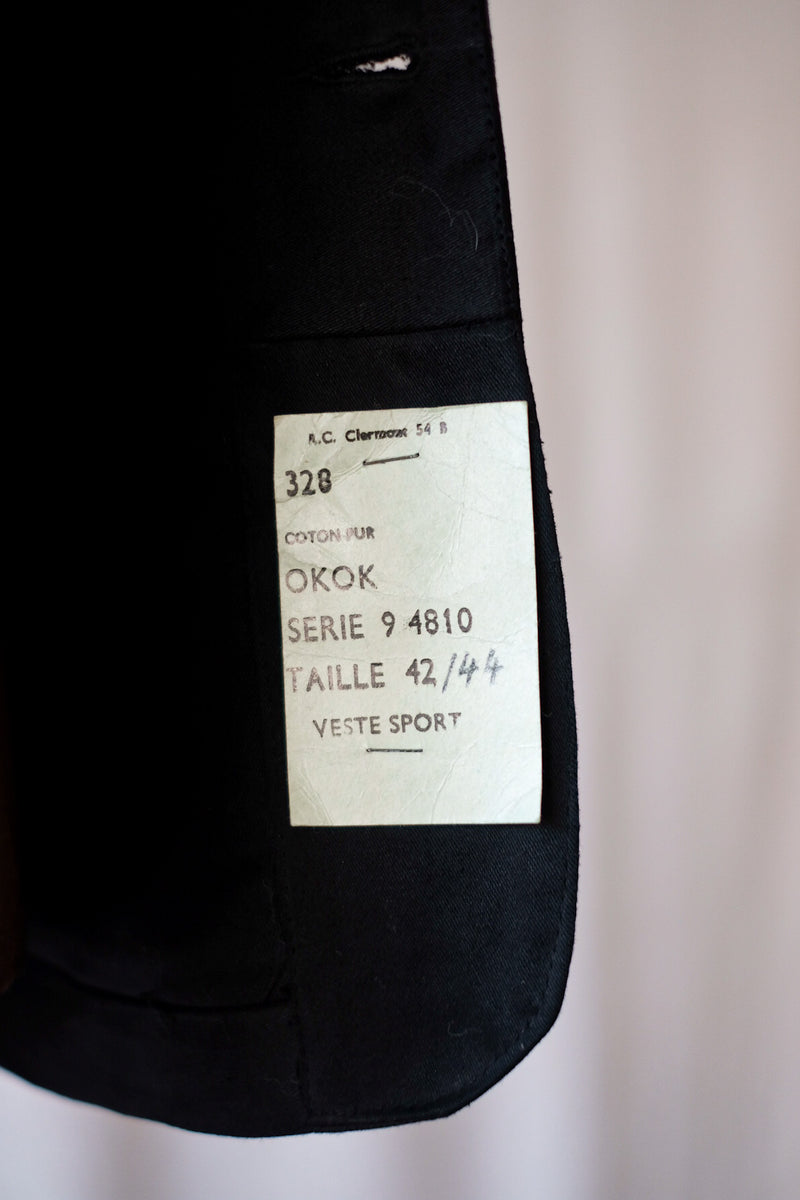 R.C. Clermont 54 B
328
COTON PUR
OKOK
SERIE 9 4810
TAILLE 42/44
VESTE SPORT